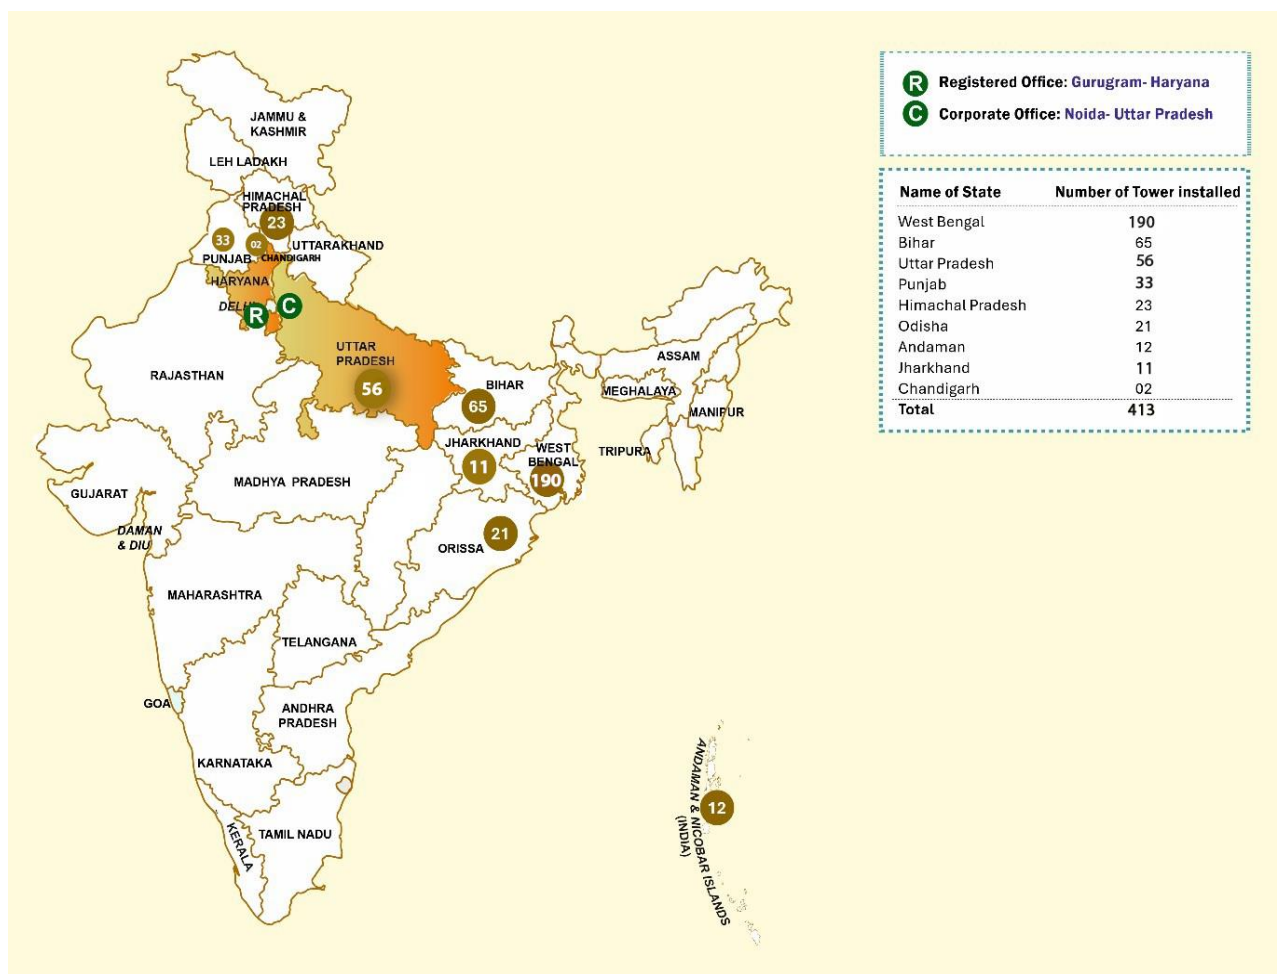 JAMMU &
KASHMIR
LEH LADAKH
HIMACHAL
PRADESH
23
33
02
UTTARAKHAND
PUNJAB
CHANDIGARH
HARYANA
DELHI
R
C
UTTAR
PRADESH
56
RAJASTHAN
BIHAR
65
ASSAM
MEGHALAYA
MANIPUR
TRIPURA
JHARKHAND
11
WEST
BENGAL
190
GUJARAT
MADHYA PRADESH
DAMAN
& DIU
ORISSA
21
MAHARASHTRA
TELANGANA
GOA
ANDHRA
PRADESH
KARNATAKA
KERALA
TAMIL NADU
ANDAMAN & NICOBAR ISLANDS
(INDIA)
12
R Registered Office: Gurugram- Haryana
C Corporate Office: Noida- Uttar Pradesh
Name of State Number of Tower installed
West Bengal 190
Bihar 65
Uttar Pradesh 56
Punjab 33
Himachal Pradesh 23
Odisha 21
Andaman 12
Jharkhand 11
Chandigarh 02
Total 413